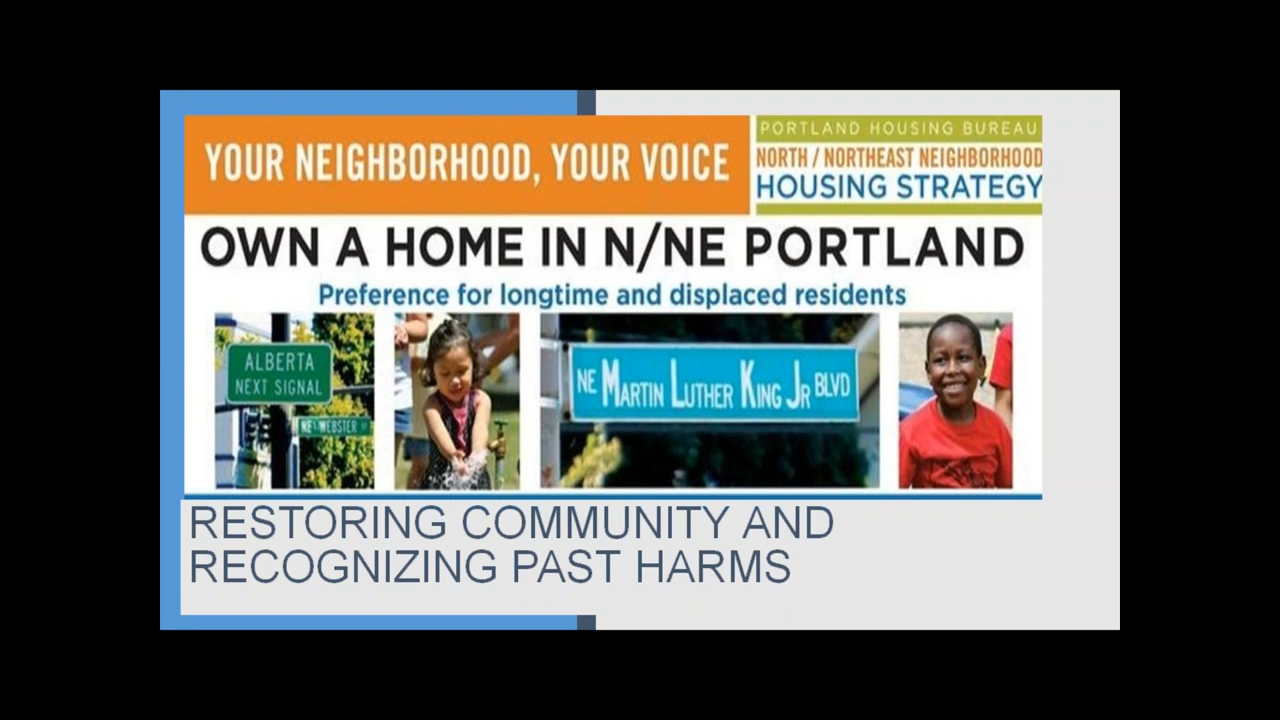 YOUR NEIGHBORHOOD, YOUR VOICE
PORTLAND HOUSING BUREAU
NORTH / NORTHEAST NEIGHBORHOOD
HOUSING STRATEGY
OWN A HOME IN N/NE PORTLAND
Preference for longtime and displaced residents
ALBERTA
NEXT SIGNAL
NE WEBSTER ST
NE MARTIN LUTHER KING JR BLVD
RESTORING COMMUNITY AND
RECOGNIZING PAST HARMS